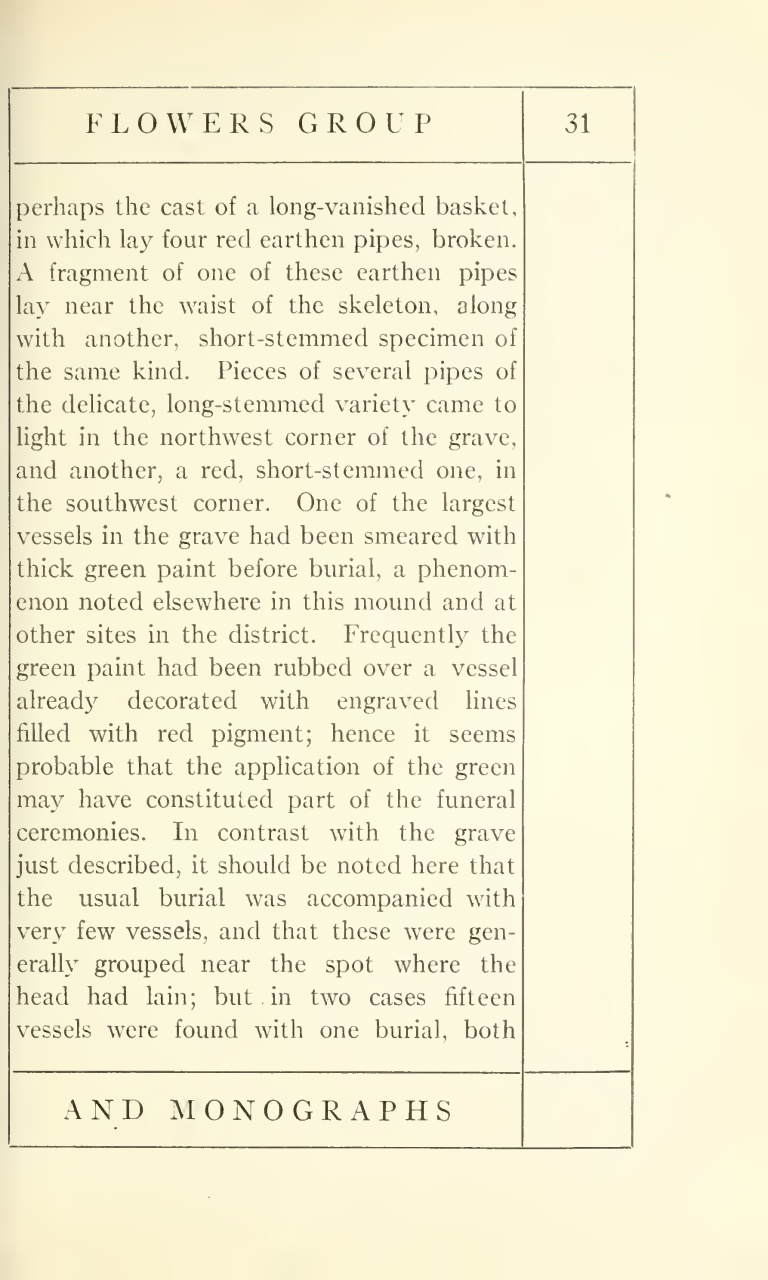 FLOWERS GROUP 31
perhaps the cast of a long-vanished basket,
in which lay four red earthen pipes, broken.
A fragment of one of these earthen pipes
lay near the waist of the skeleton, along
with another, short-stemmed specimen of
the same kind. Pieces of several pipes of
the delicate, long-stemmed variety came to
light in the northwest corner of the grave,
and another, a red, short-stemmed one, in
the southwest corner. One of the largest
vessels in the grave had been smeared with
thick green paint before burial, a phenom-
enon noted elsewhere in this mound and at
other sites in the district. Frequently the
green paint had been rubbed over a vessel
already decorated with engraved lines
filled with red pigment; hence it seems
probable that the application of the green
may have constituted part of the funeral
ceremonies. In contrast with the grave
just described, it should be noted here that
the usual burial was accompanied with
very few vessels, and that these were gen-
erally grouped near the spot where the
head had lain; but in two cases fifteen
vessels were found with one burial, both
AND MONOGRAPHS